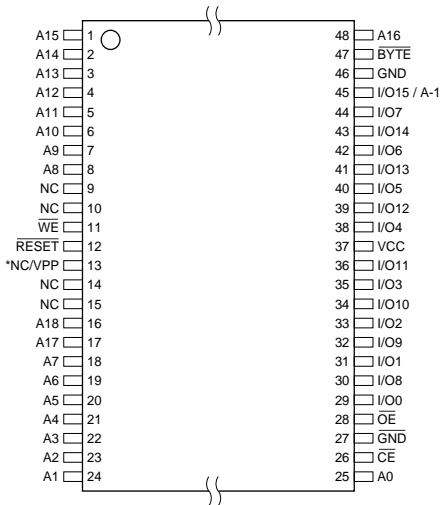 A15 1 48 A16
A14 2 47 BYTE
A13 3 46 GND
A12 4 45 I/O15 / A-1
A11 5 44 I/O7
A10 6 43 I/O14
A9 7 42 I/O6
A8 8 41 I/O13
NC 9 40 I/O5
NC 10 39 I/O12
WE 11 38 I/O4
RESET 12 37 VCC
*NC/VPP 13 36 I/O11
NC 14 35 I/O3
NC 15 34 I/O10
A18 16 33 I/O2
A17 17 32 I/O9
A7 18 31 I/O1
A6 19 30 I/O8
A5 20 29 I/O0
A4 21 28 OE
A3 22 27 GND
A2 23 26 CE
A1 24 25 A0